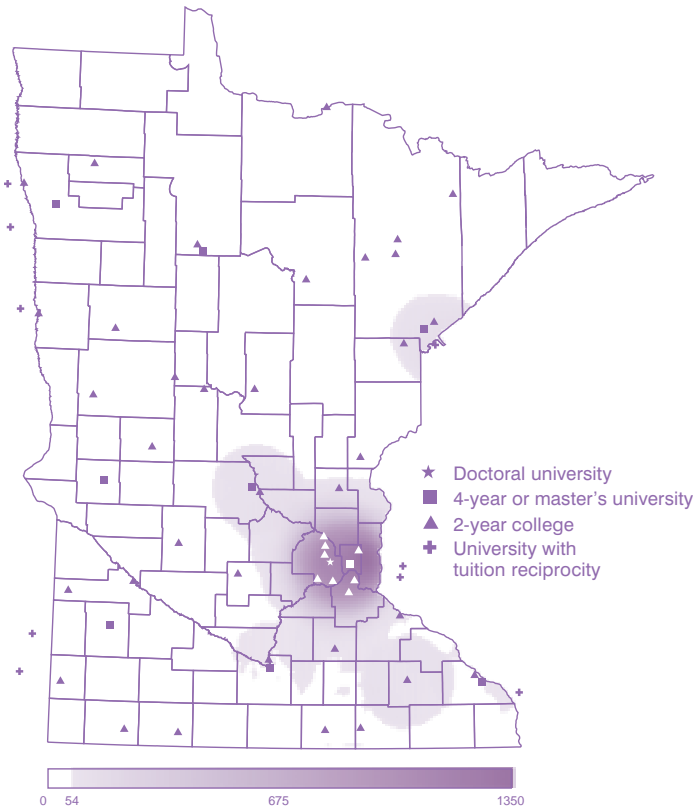 Doctoral university
4-year or master's university
2-year college
University with
tuition reciprocity
0 54 675 1350